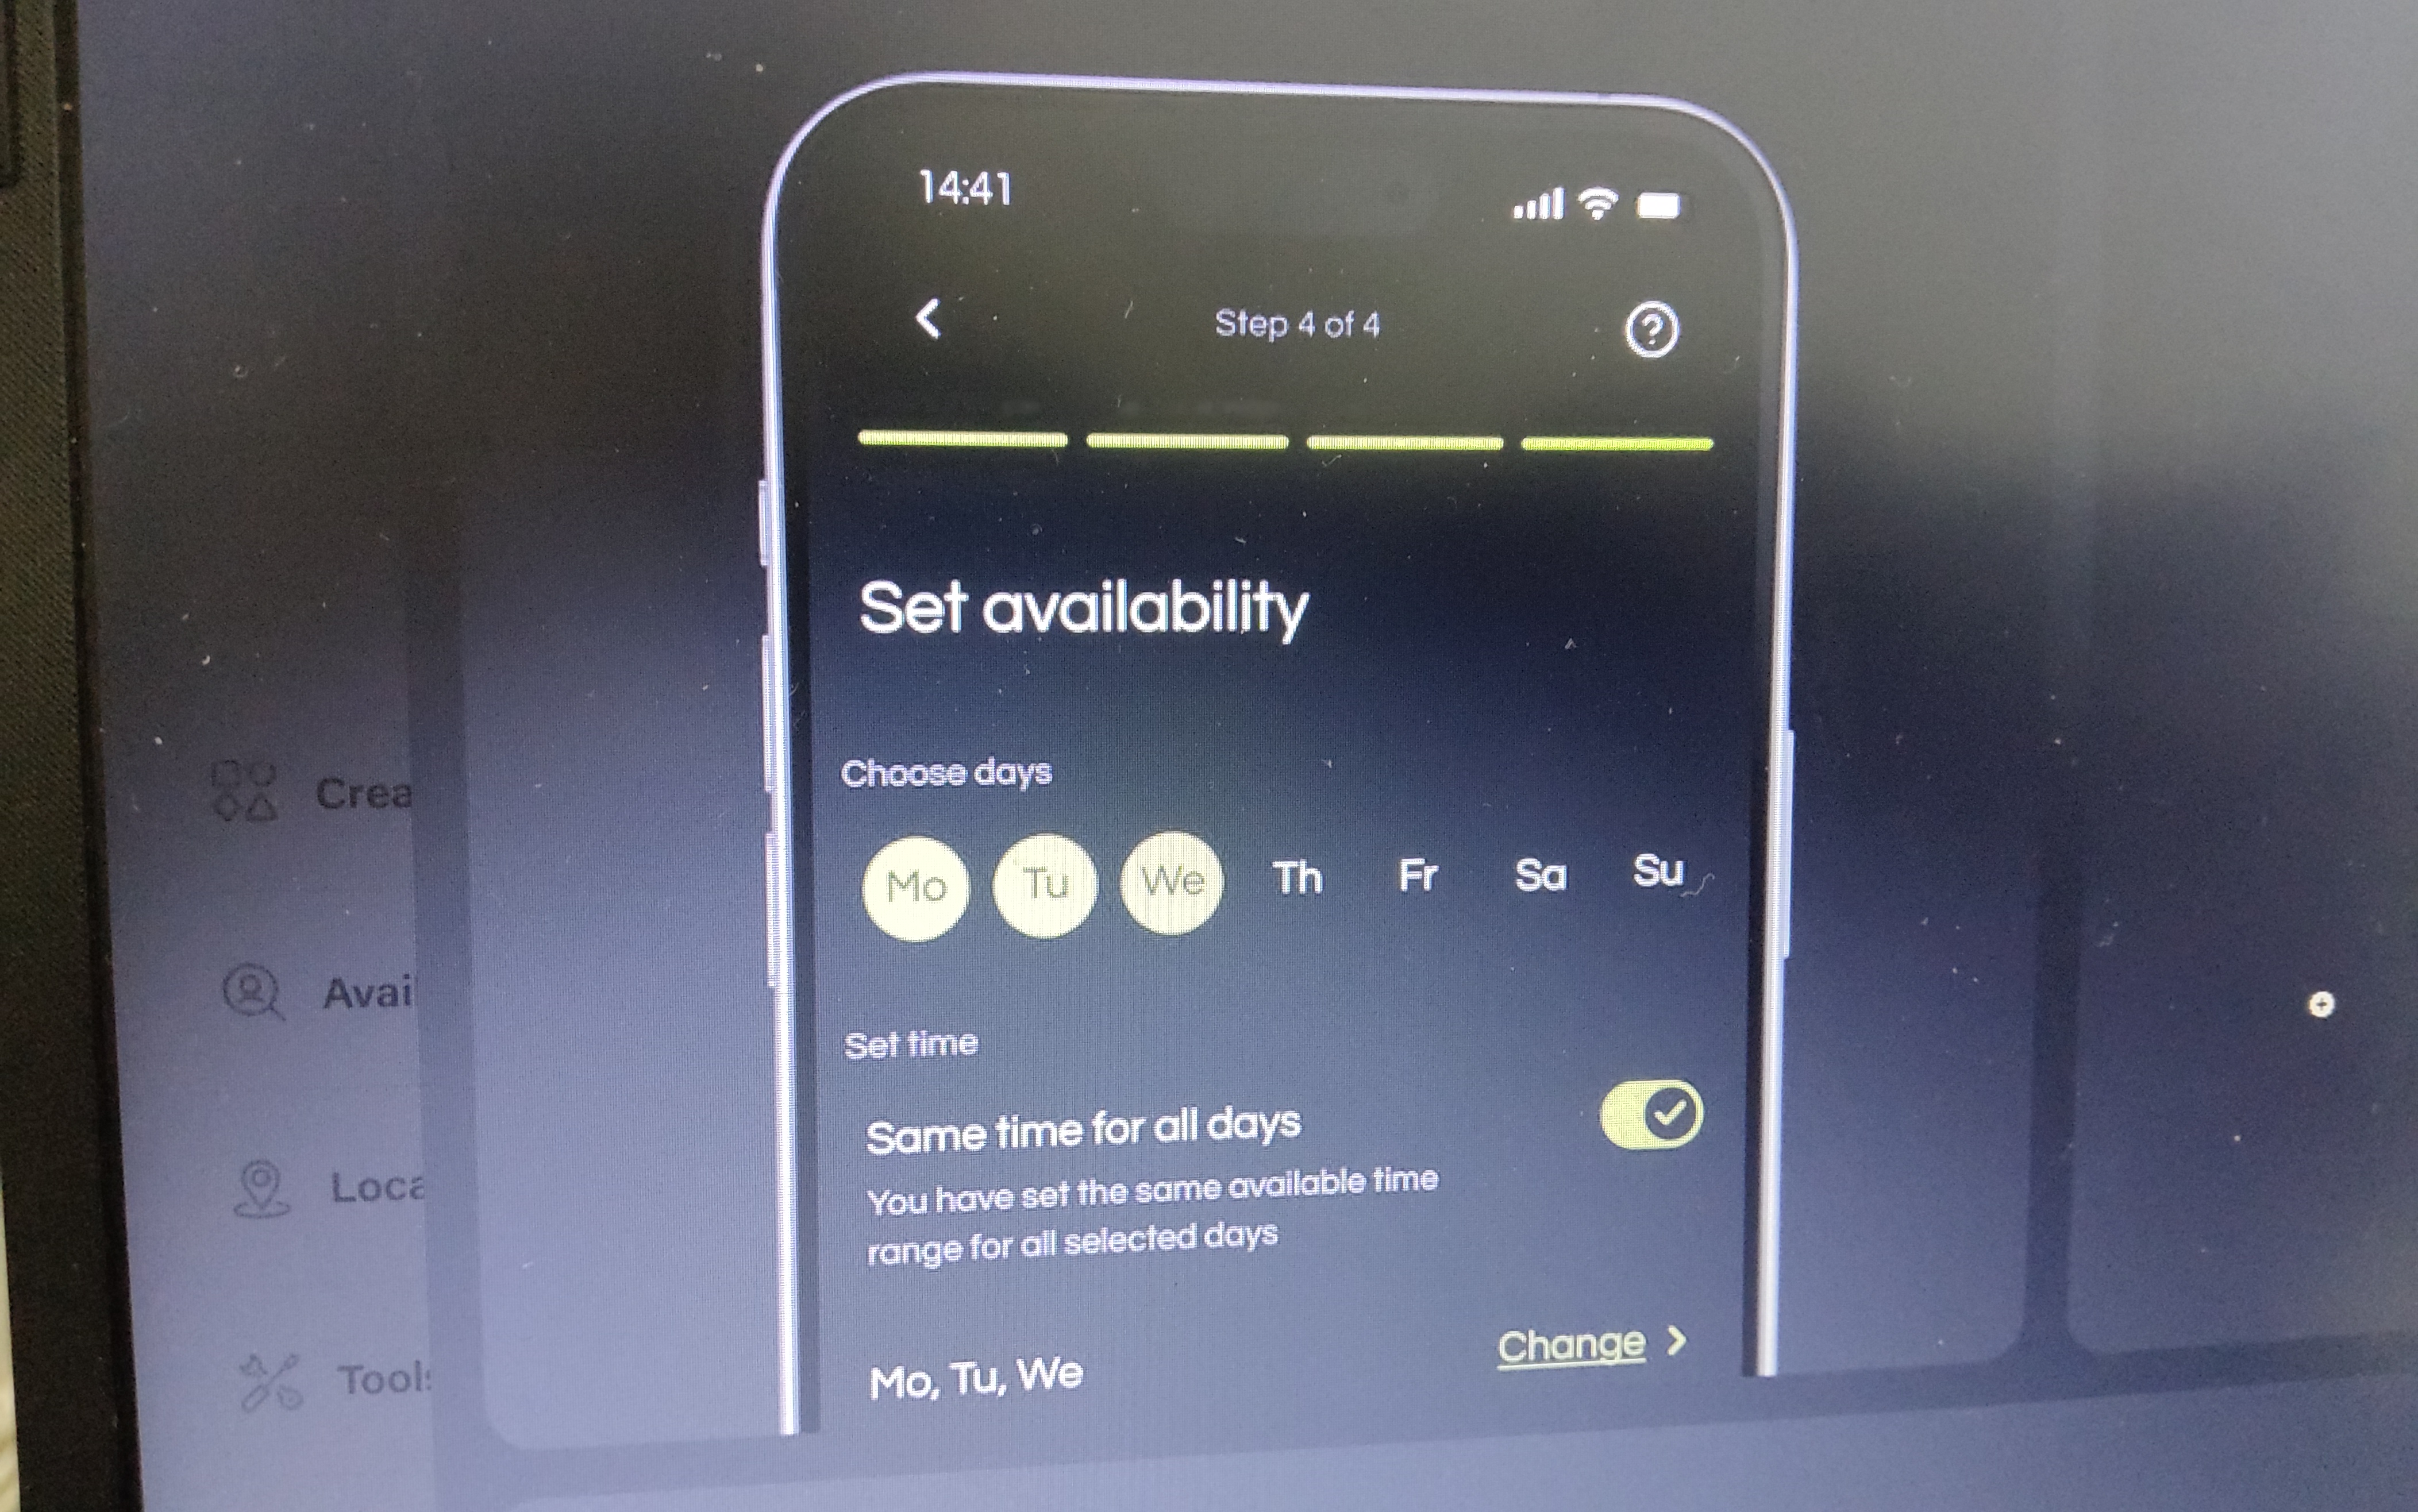 14:41
Step 4 of 4
Set availability
Choose days
Mo Tu We Th Fr Sa Su
Set time
Same time for all days
You have set the same available time
range for all selected days
Mo, Tu, We
Change
Crea
Avai
Loca
Tools